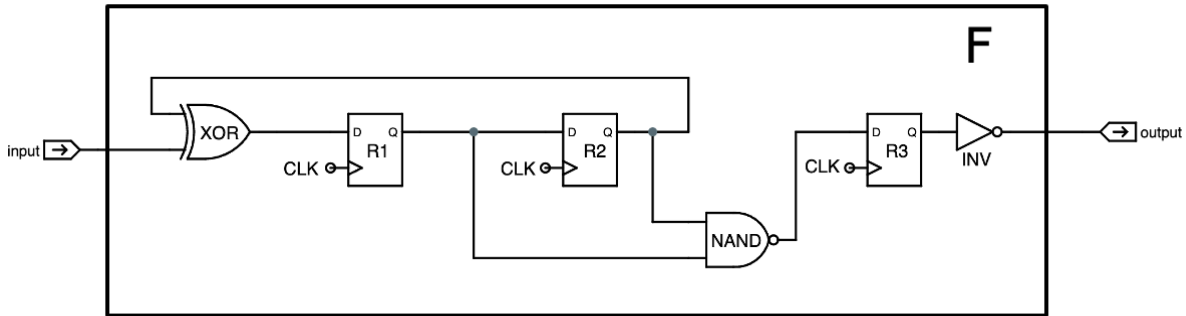 F
input
XOR
D Q
R1
CLK
D Q
R2
CLK
NAND
D Q
R3
CLK
INV
output